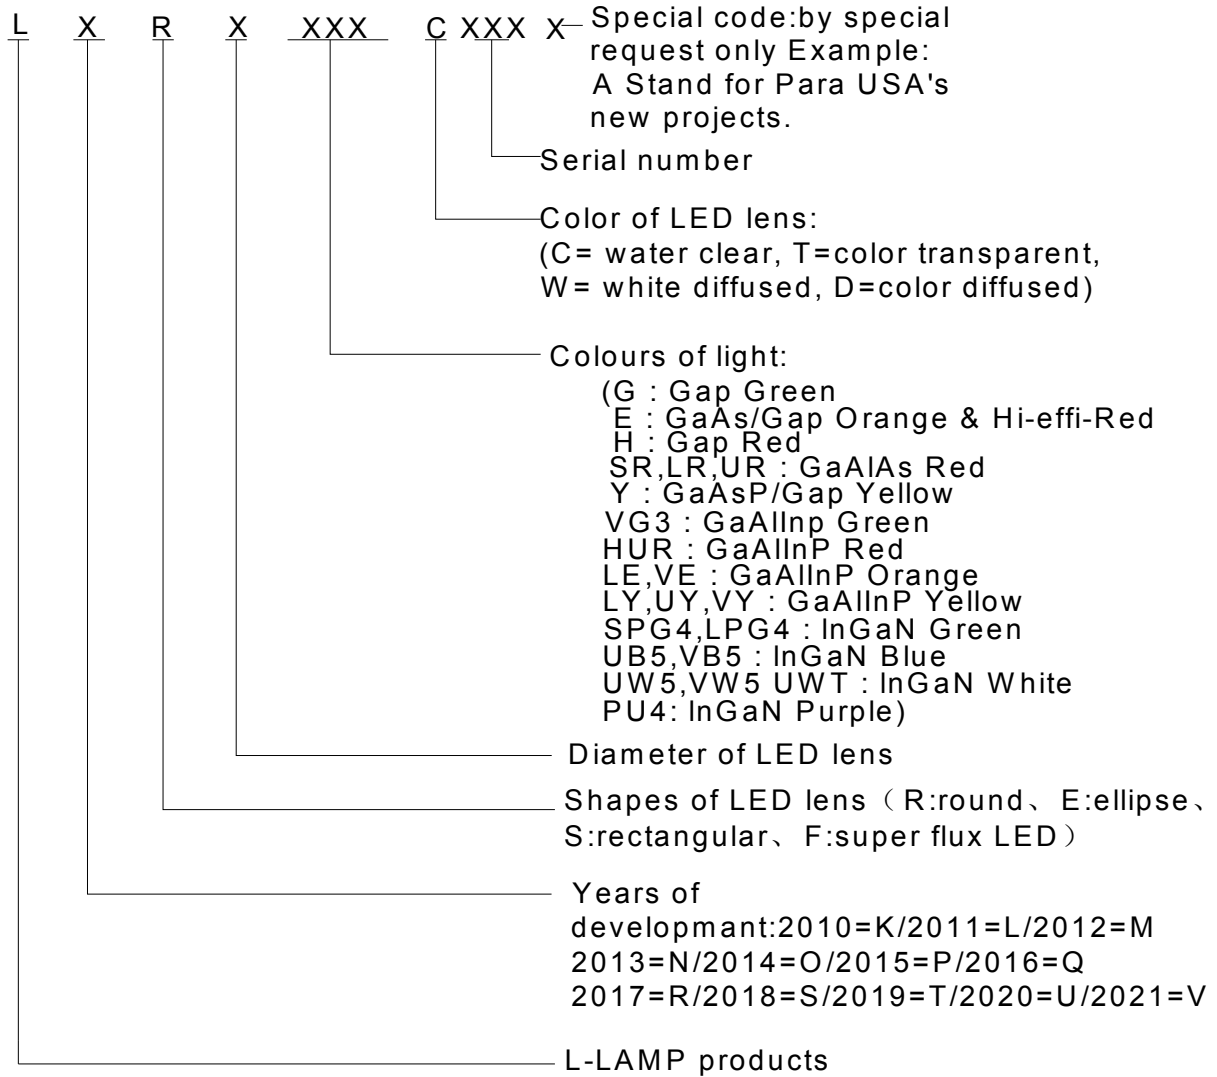 L X R X XXX C XXX X Special code:by special
request only Example:
A Stand for Para USA's
new projects.
Serial number
Color of LED lens:
(C= water clear, T=color transparent,
W= white diffused, D=color diffused)
Colours of light:
(G : Gap Green
E : GaAs/Gap Orange & Hi-effi-Red
H : Gap Red
SR,LR,UR : GaAlAs Red
Y : GaAsP/Gap Yellow
VG3 : GaAlInp Green
HUR : GaAlInP Red
LE,VE : GaAlInP Orange
LY,UY,VY : GaAlInP Yellow
SPG4,LPG4 : InGaN Green
UB5,VB5 : InGaN Blue
UW5,VW5 UWT : InGaN White
PU4: InGaN Purple)
Diameter of LED lens
Shapes of LED lens（R:round、E:ellipse、
S:rectangular、F:super flux LED）
Years of
developmant:2010=K/2011=L/2012=M
2013=N/2014=O/2015=P/2016=Q
2017=R/2018=S/2019=T/2020=U/2021=V
L-LAMP products